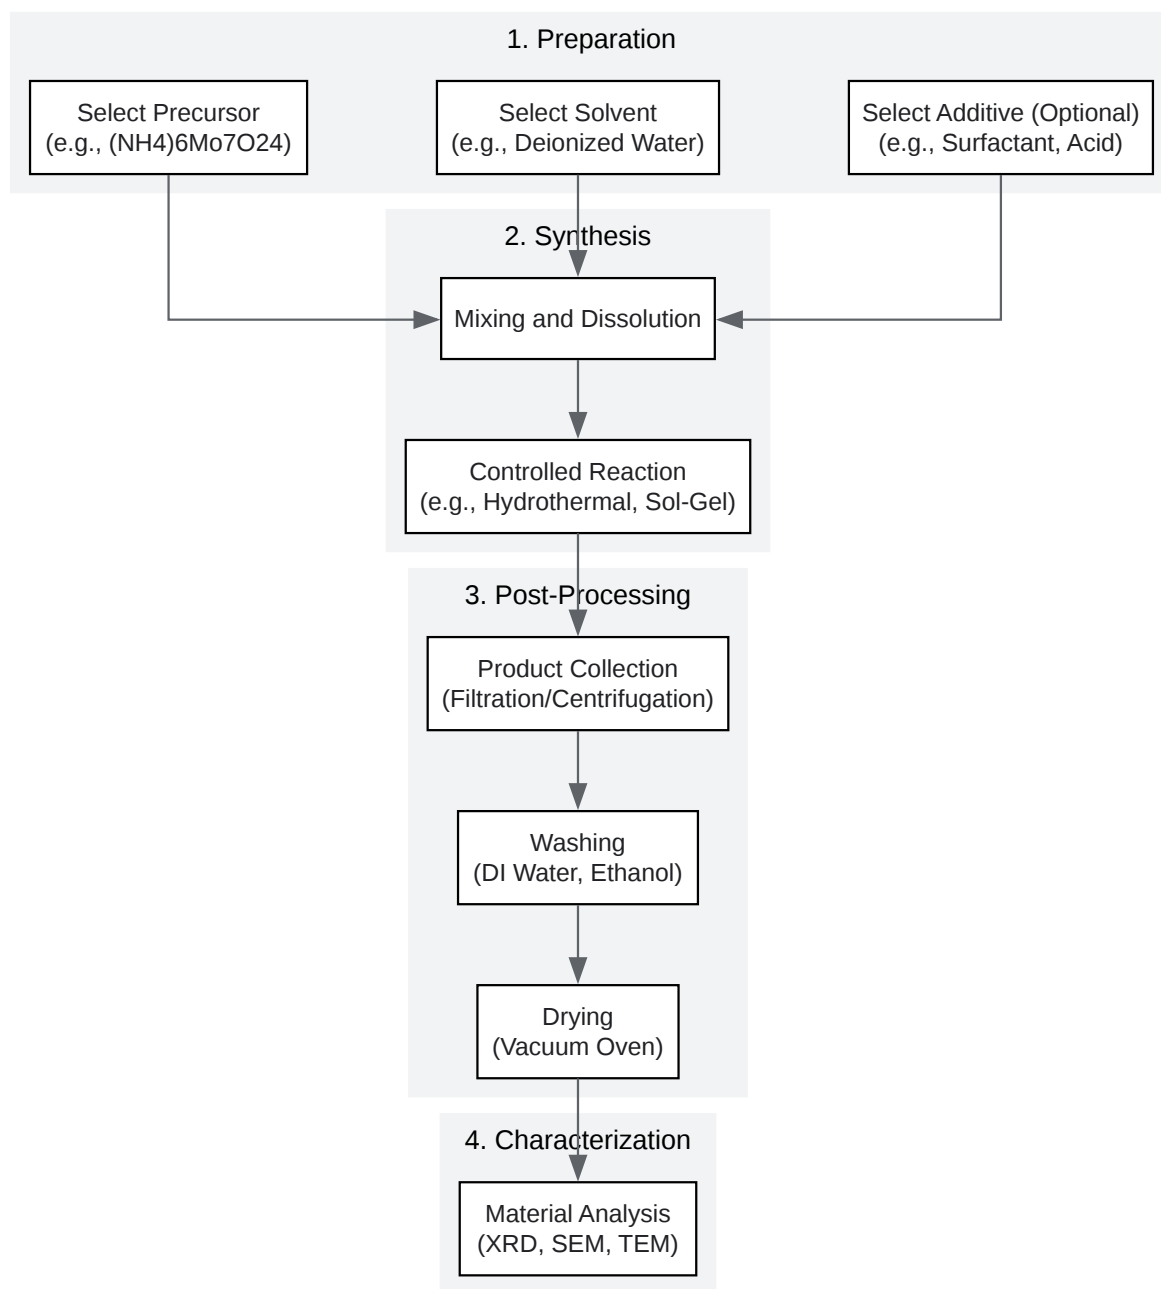 1. Preparation
Select Precursor
(e.g., (NH4)6Mo7O24)
Select Solvent
(e.g., Deionized Water)
Select Additive (Optional)
(e.g., Surfactant, Acid)
2. Synthesis
Mixing and Dissolution
Controlled Reaction
(e.g., Hydrothermal, Sol-Gel)
3. Post-Processing
Product Collection
(Filtration/Centrifugation)
Washing
(DI Water, Ethanol)
Drying
(Vacuum Oven)
4. Characterization
Material Analysis
(XRD, SEM, TEM)